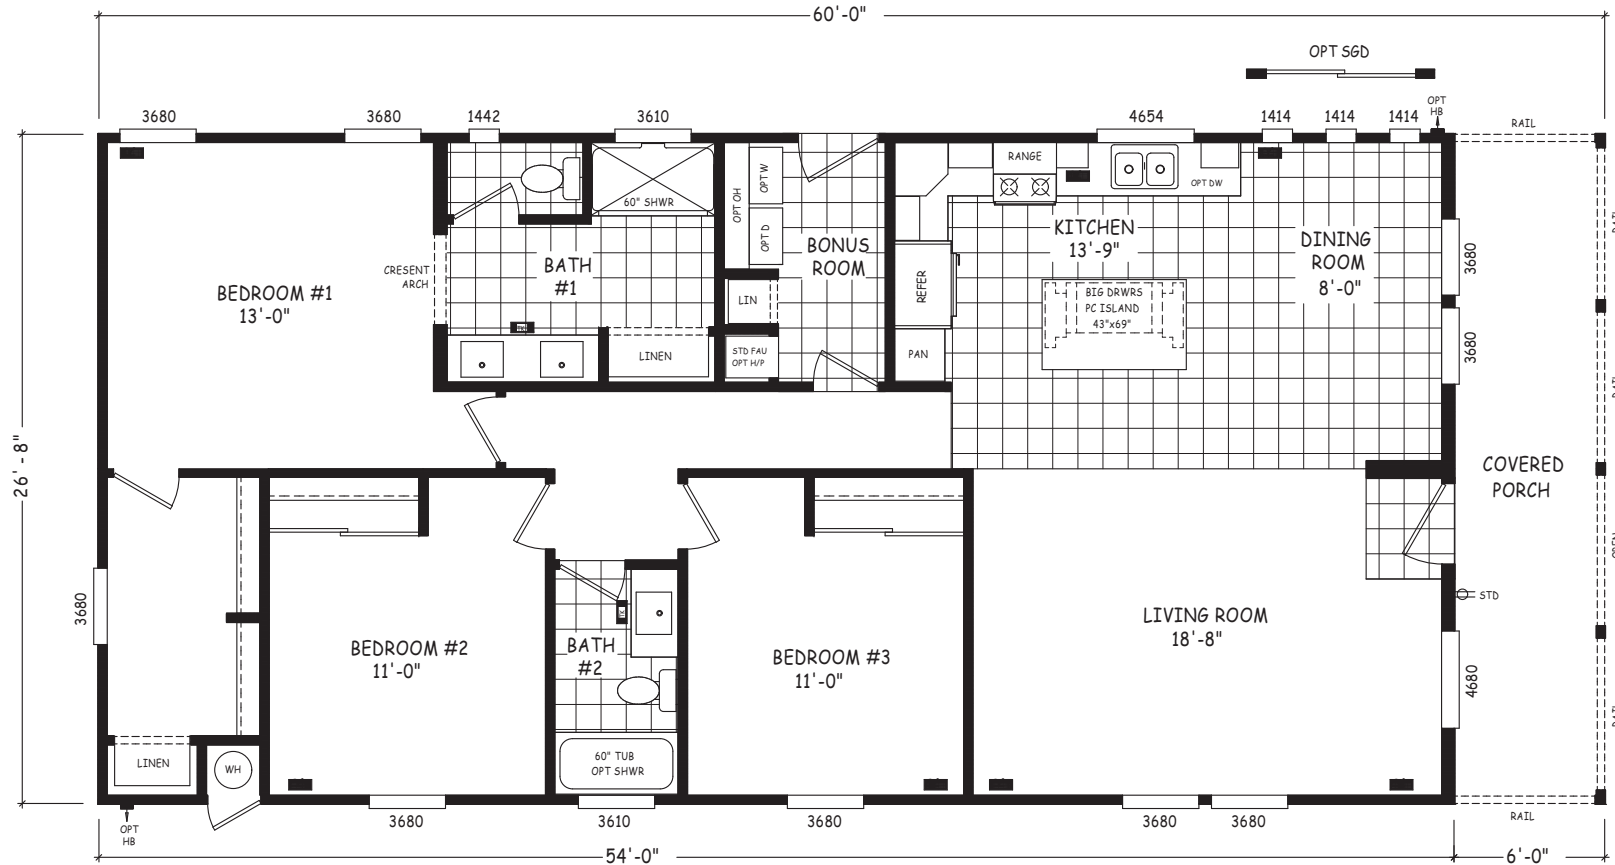 60'-0"
OPT SGD
3680
3680
1442
3610
4654
1414
1414
1414
OPT
HB
RAIL
RANGE
OPT DW
60" SHWR
OPT OH
OPT W
OPT D
KITCHEN
13'-9"
DINING
ROOM
8'-0"
BONUS
ROOM
BATH
#1
CRESENT
ARCH
BEDROOM #1
13'-0"
REFER
LIN
BIG DRWRS
PC ISLAND
43"x69"
3680
3680
STD FAU
OPT H/P
LINEN
PAN
26' - 8"
COVERED
PORCH
3680
STD
LIVING ROOM
18'-8"
BEDROOM #2
11'-0"
BATH
#2
BEDROOM #3
11'-0"
4680
60" TUB
OPT SHWR
LINEN
WH
OPT
HB
3680
3610
3680
3680
3680
RAIL
54'-0"
6'-0"